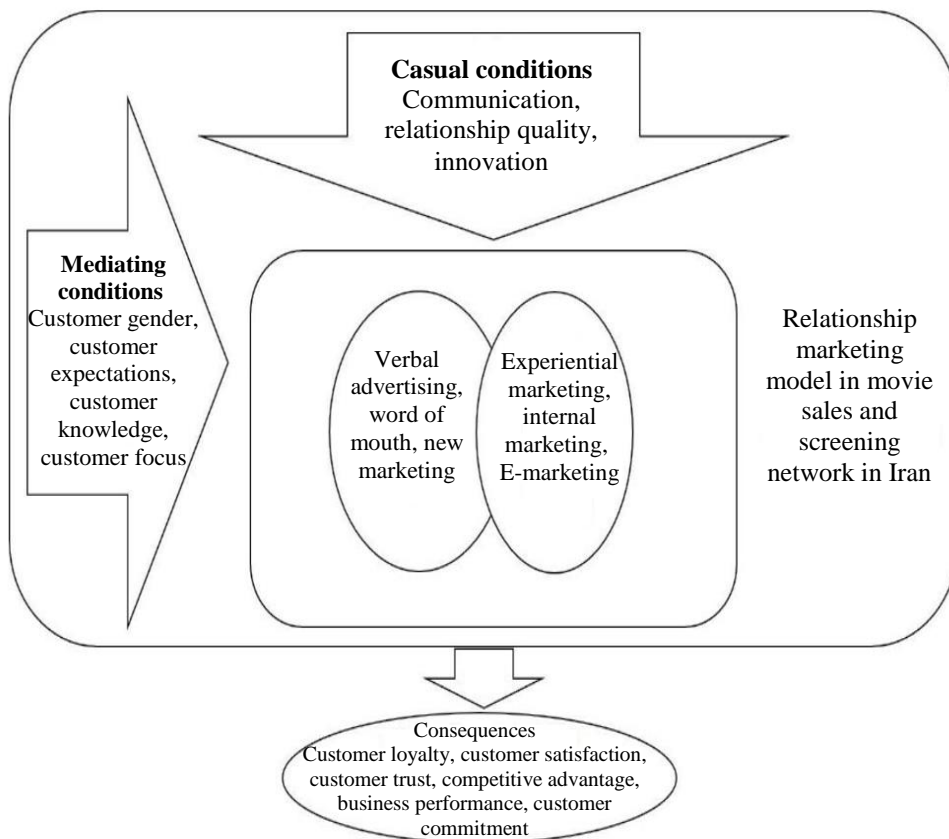 Casual conditions
Communication,
relationship quality,
innovation
Mediating
conditions
Customer gender,
customer
expectations,
customer
knowledge,
customer focus
Verbal
advertising,
word of
mouth, new
marketing
Experiential
marketing,
internal
marketing,
E-marketing
Relationship
marketing
model in movie
sales and
screening
network in Iran
Consequences
Customer loyalty, customer satisfaction,
customer trust, competitive advantage,
business performance, customer
commitment